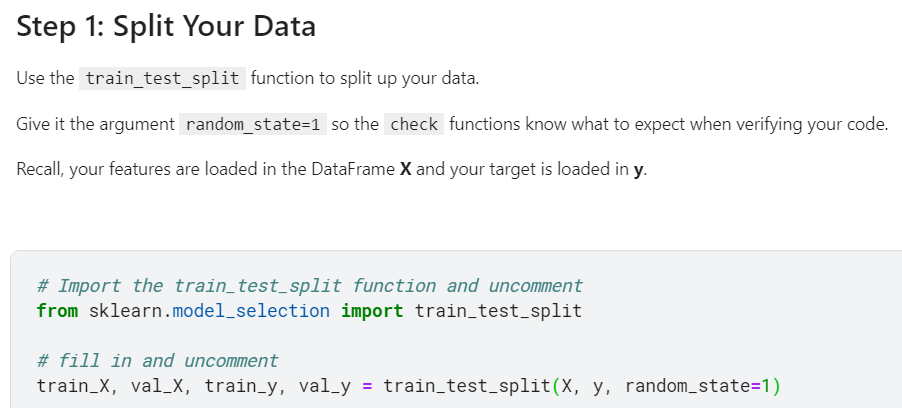 Step 1: Split Your Data
Use the train_test_split function to split up your data.
Give it the argument random_state=1 so the check functions know what to expect when verifying your code.
Recall, your features are loaded in the DataFrame X and your target is loaded in y.
# Import the train_test_split function and uncomment
from sklearn.model_selection import train_test_split
# fill in and uncomment
train_X, val_X, train_y, val_y = train_test_split(X, y, random_state=1)